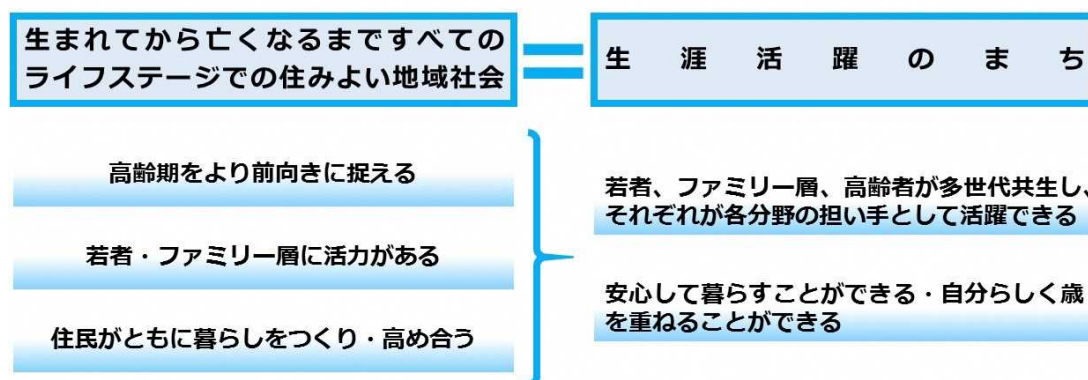 生まれてから亡くなるまですべての
ライフステージでの住みよい地域社会
生涯活躍のまち
高齢期をより前向きに捉える
若者・ファミリー層に活力がある
住民がともに暮らしをつくり・高め合う
若者、ファミリー層、高齢者が多世代共生し、
それぞれが各分野の担い手として活躍できる
安心して暮らすことができる・自分らしく歳
を重ねることができる